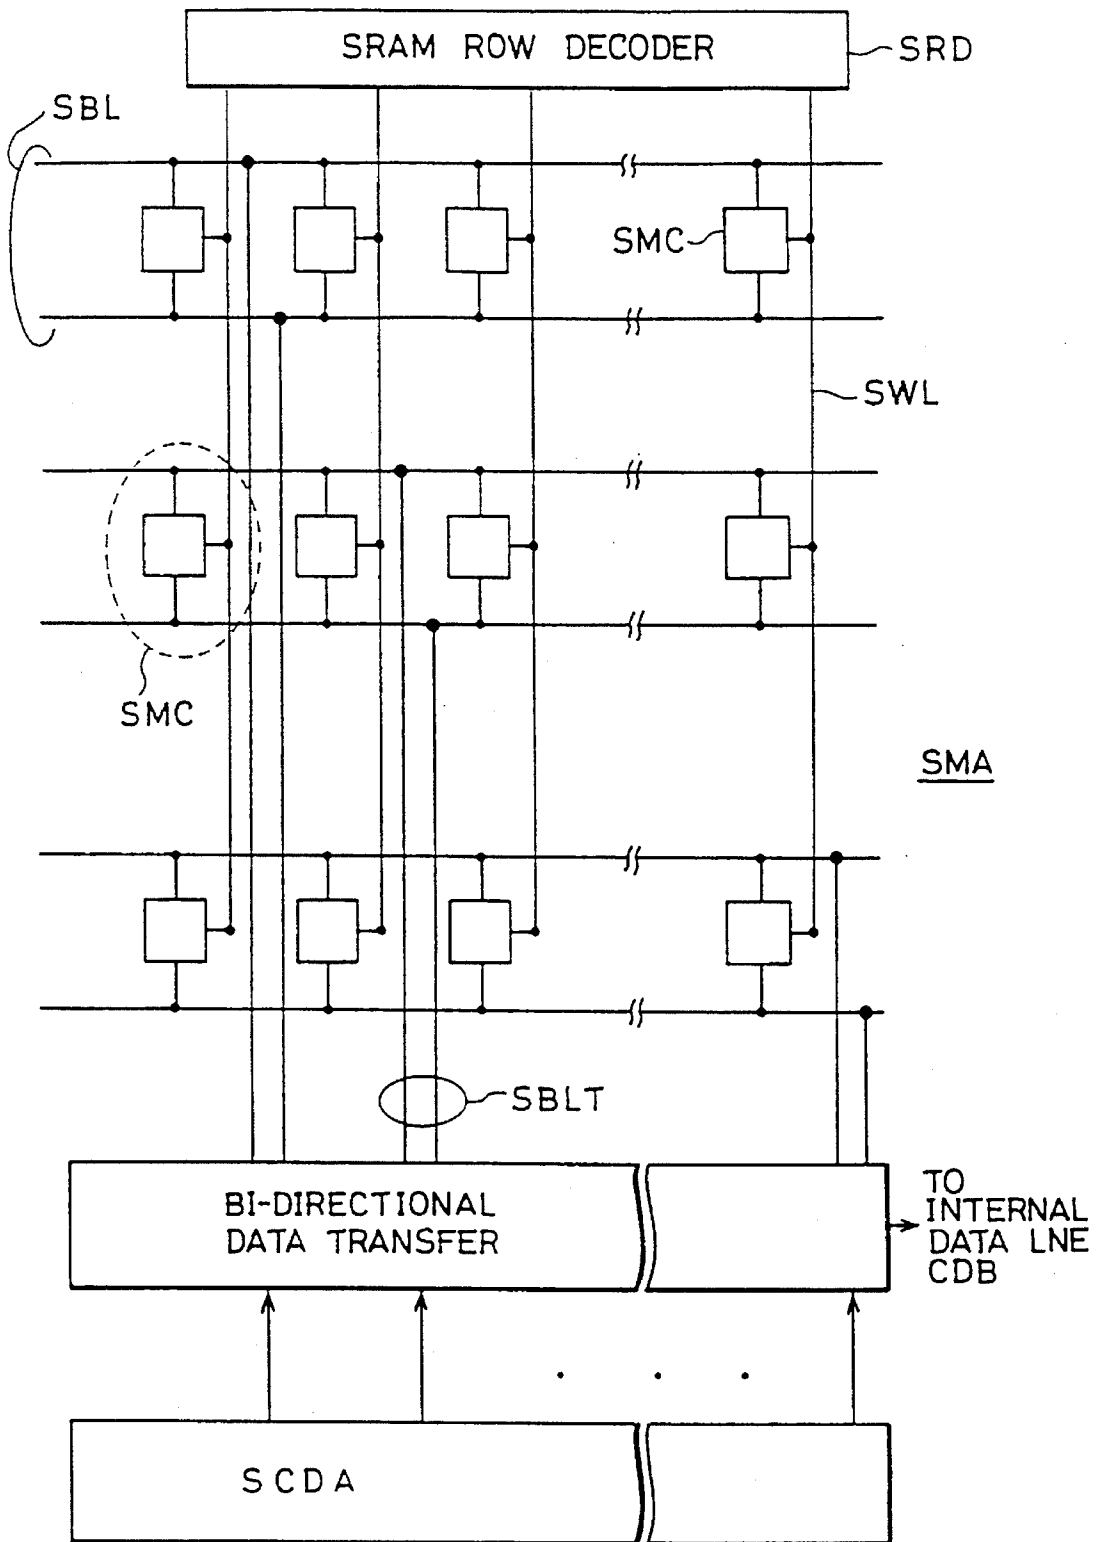 SRAM ROW DECODER
SRD
SBL
SMC
SWL
SMC
SMA
SBLT
BI-DIRECTIONAL
DATA TRANSFER
TO
INTERNAL
DATA LNE
CDB
SCDA